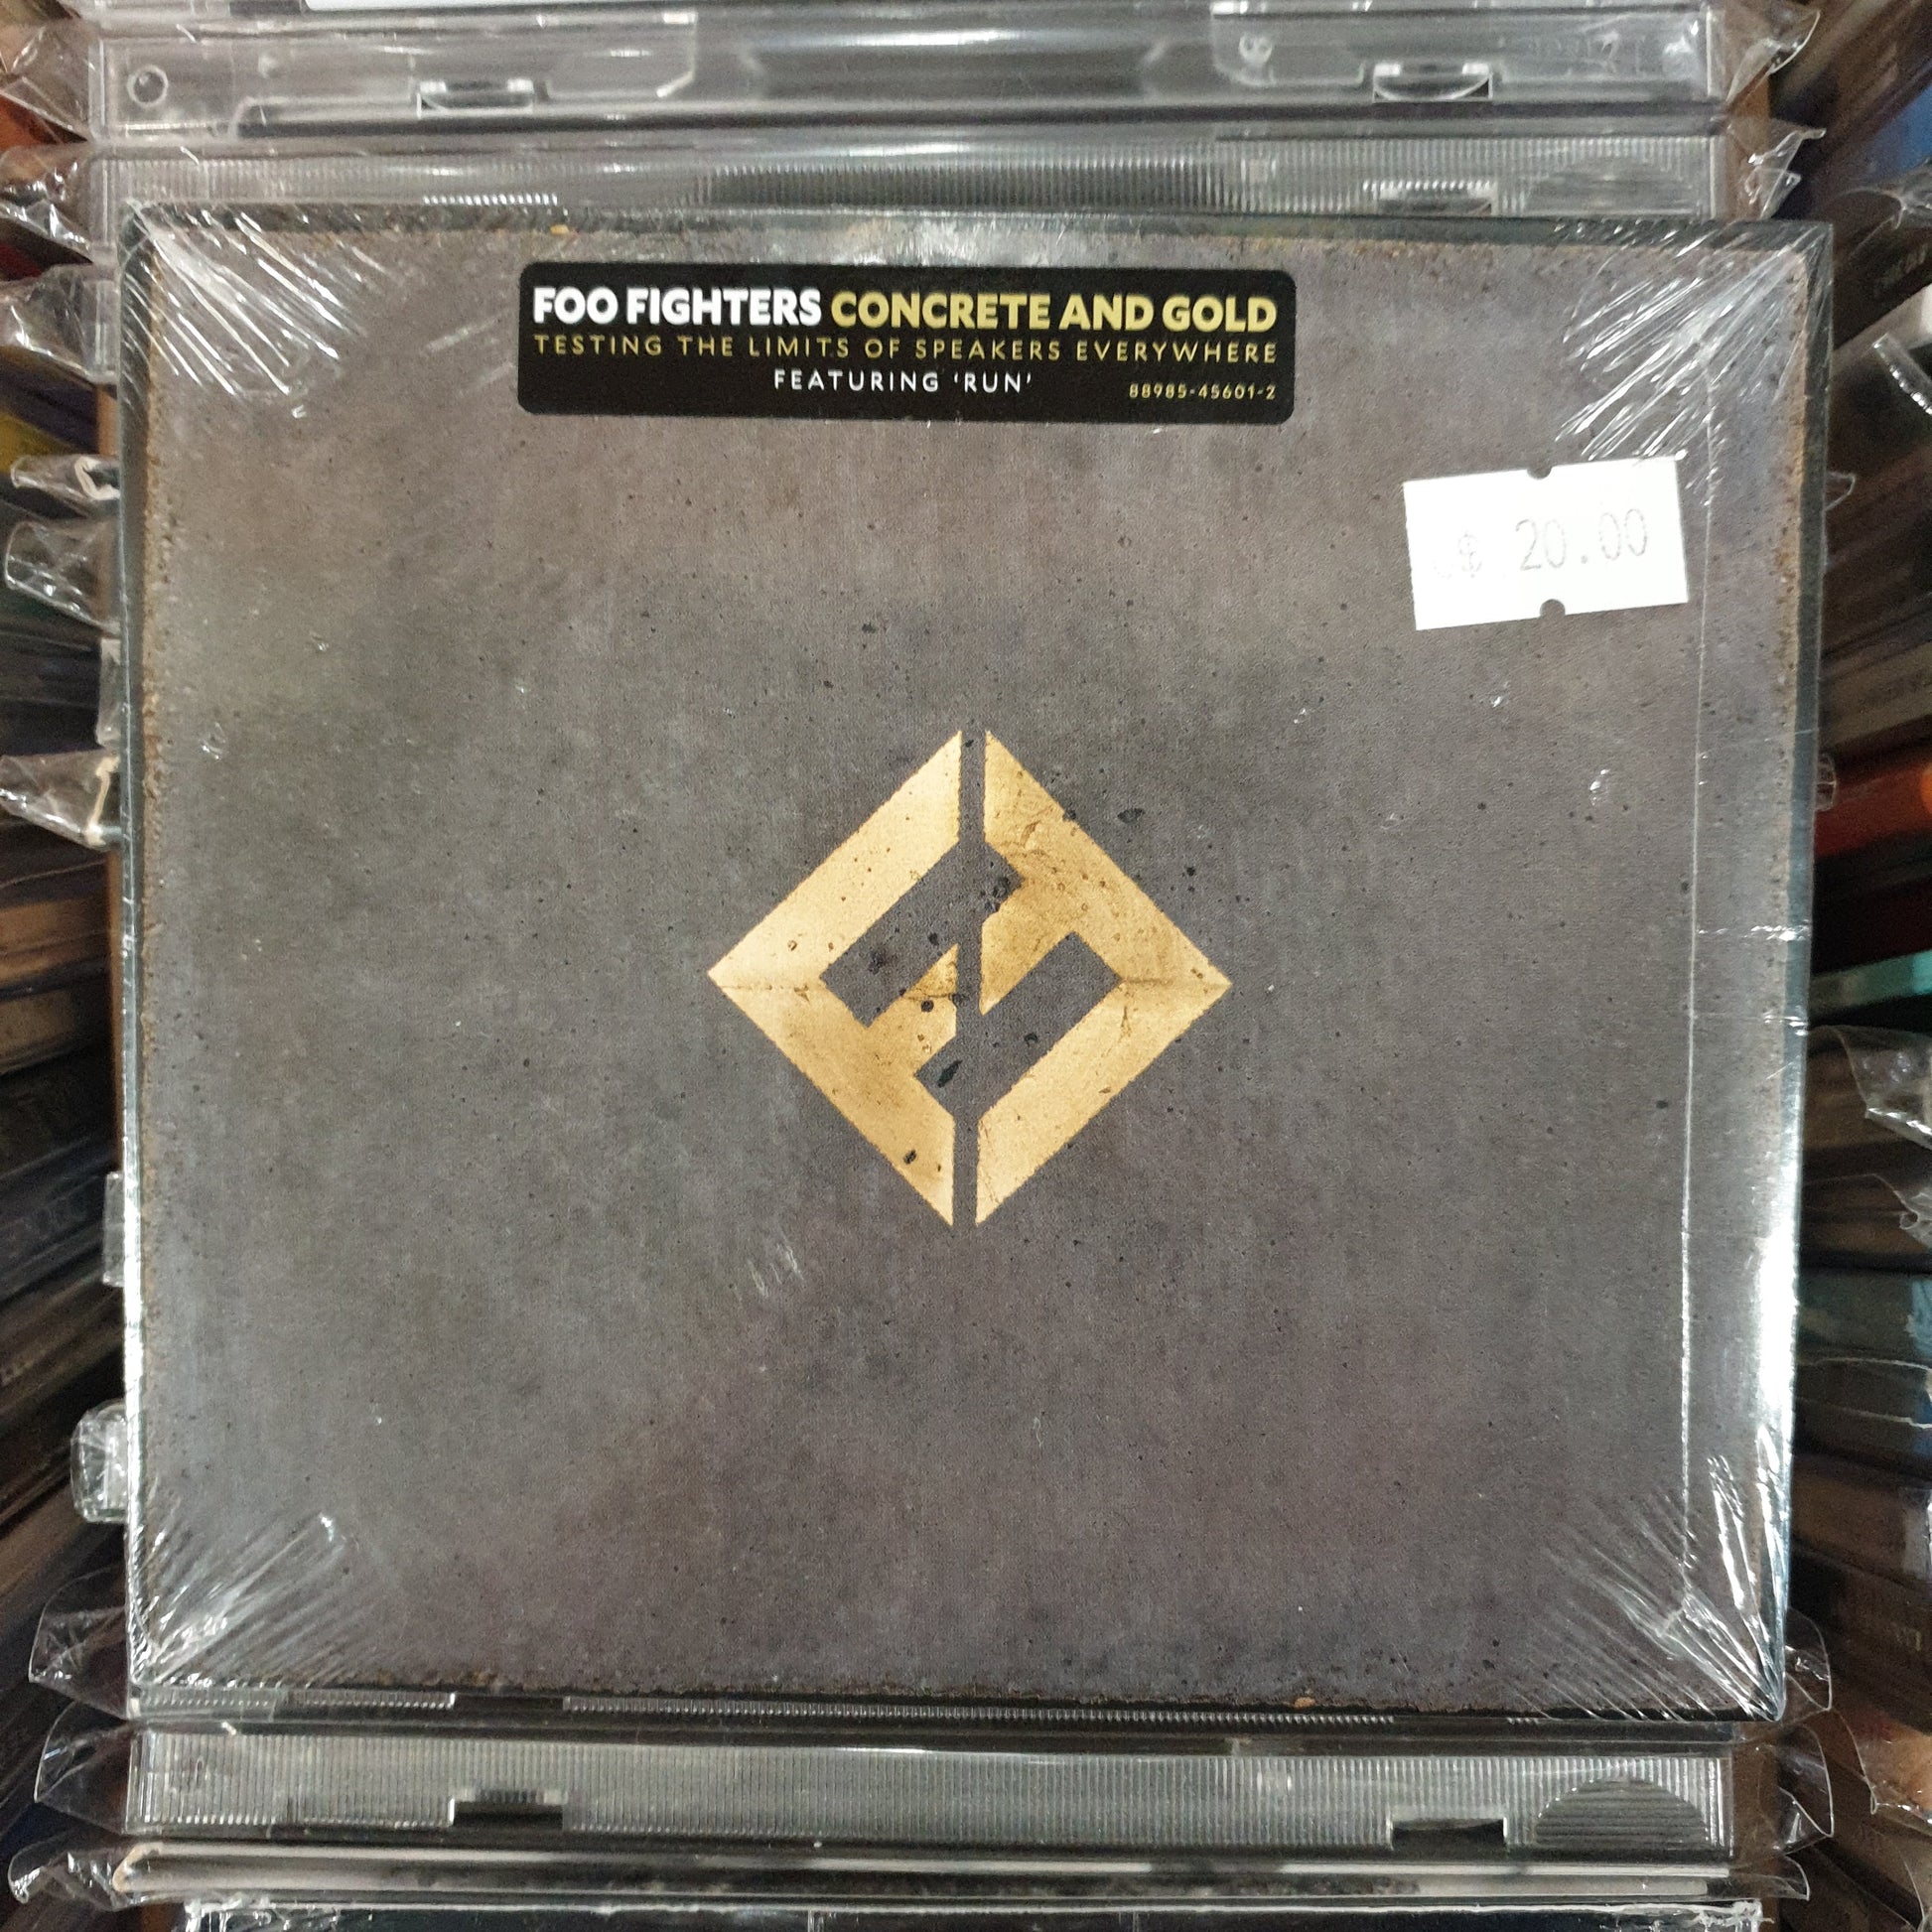 FOO FIGHTERS CONCRETE AND GOLD
TESTING THE LIMITS OF SPEAKERS EVERYWHERE
FEATURING 'RUN'
88985-45601-2
$ 20.00